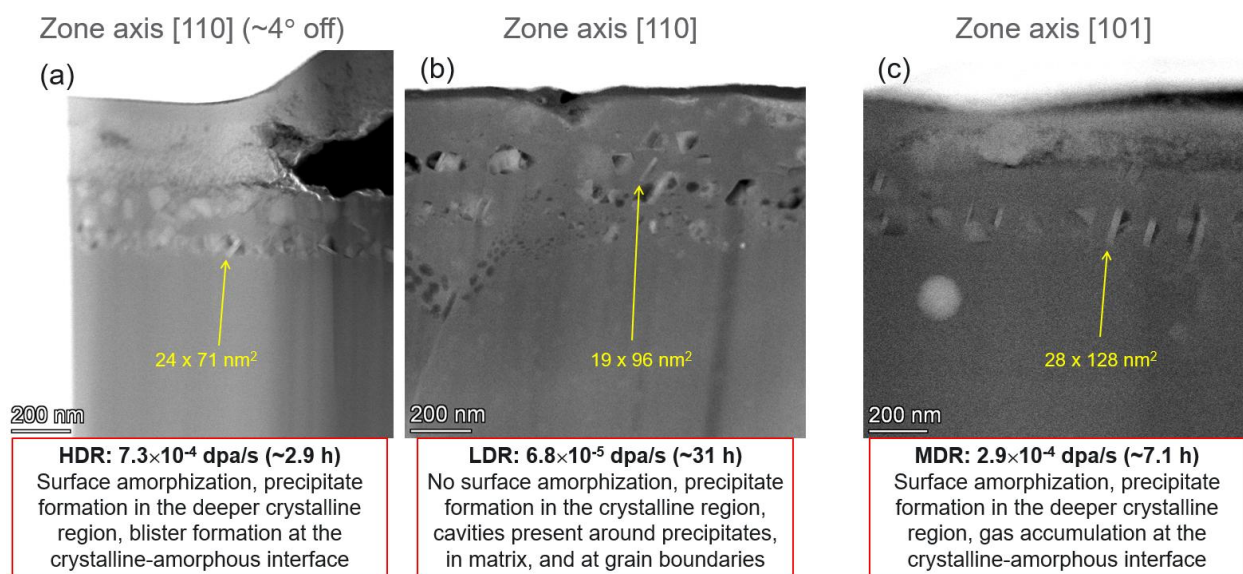 Zone axis [110] (~4° off)
(a)
24 x 71 nm²
200 nm
HDR: 7.3×10⁻⁴ dpa/s (~2.9 h)
Surface amorphization, precipitate
formation in the deeper crystalline
region, blister formation at the
crystalline-amorphous interface
Zone axis [110]
(b)
19 x 96 nm²
200 nm
LDR: 6.8×10⁻⁵ dpa/s (~31 h)
No surface amorphization, precipitate
formation in the crystalline region,
cavities present around precipitates,
in matrix, and at grain boundaries
Zone axis [101]
(c)
28 x 128 nm²
200 nm
MDR: 2.9×10⁻⁴ dpa/s (~7.1 h)
Surface amorphization, precipitate
formation in the deeper crystalline
region, gas accumulation at the
crystalline-amorphous interface